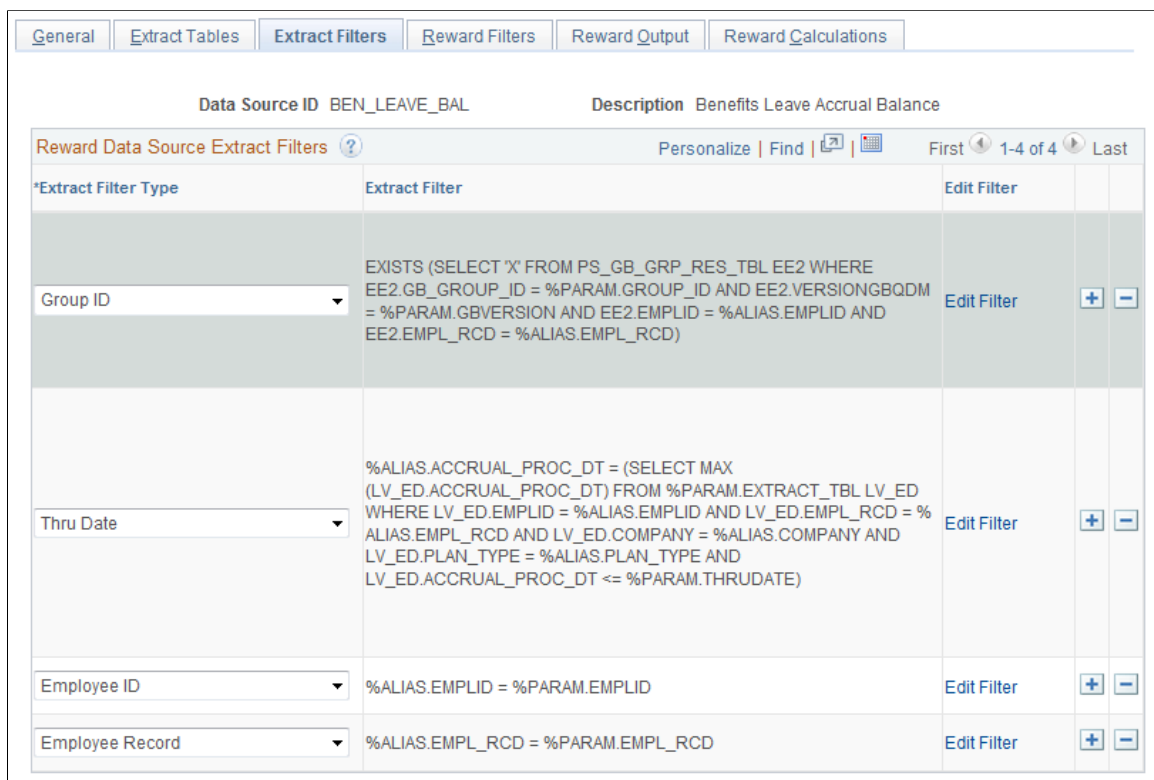 General Extract Tables Extract Filters Reward Filters Reward Output Reward Calculations
Data Source ID BEN_LEAVE_BAL Description Benefits Leave Accrual Balance
Reward Data Source Extract Filters ? Personalize | Find | | First 1-4 of 4 Last
*Extract Filter Type Extract Filter Edit Filter
Group ID
EXISTS (SELECT 'X' FROM PS_GB_GRP_RES_TBL EE2 WHERE
EE2.GB_GROUP_ID = %PARAM.GROUP_ID AND EE2.VERSIONGBQDM
= %PARAM.GBVERSION AND EE2.EMPLID = %ALIAS.EMPLID AND
EE2.EMPL_RCD = %ALIAS.EMPL_RCD)
Edit Filter + −
Thru Date
%ALIAS.ACCRUAL_PROC_DT = (SELECT MAX
(LV_ED.ACCRUAL_PROC_DT) FROM %PARAM.EXTRACT_TBL LV_ED
WHERE LV_ED.EMPLID = %ALIAS.EMPLID AND LV_ED.EMPL_RCD = %
ALIAS.EMPL_RCD AND LV_ED.COMPANY = %ALIAS.COMPANY AND
LV_ED.PLAN_TYPE = %ALIAS.PLAN_TYPE AND
LV_ED.ACCRUAL_PROC_DT <= %PARAM.THRUDATE)
Edit Filter + −
Employee ID %ALIAS.EMPLID = %PARAM.EMPLID Edit Filter + −
Employee Record %ALIAS.EMPL_RCD = %PARAM.EMPL_RCD Edit Filter + −